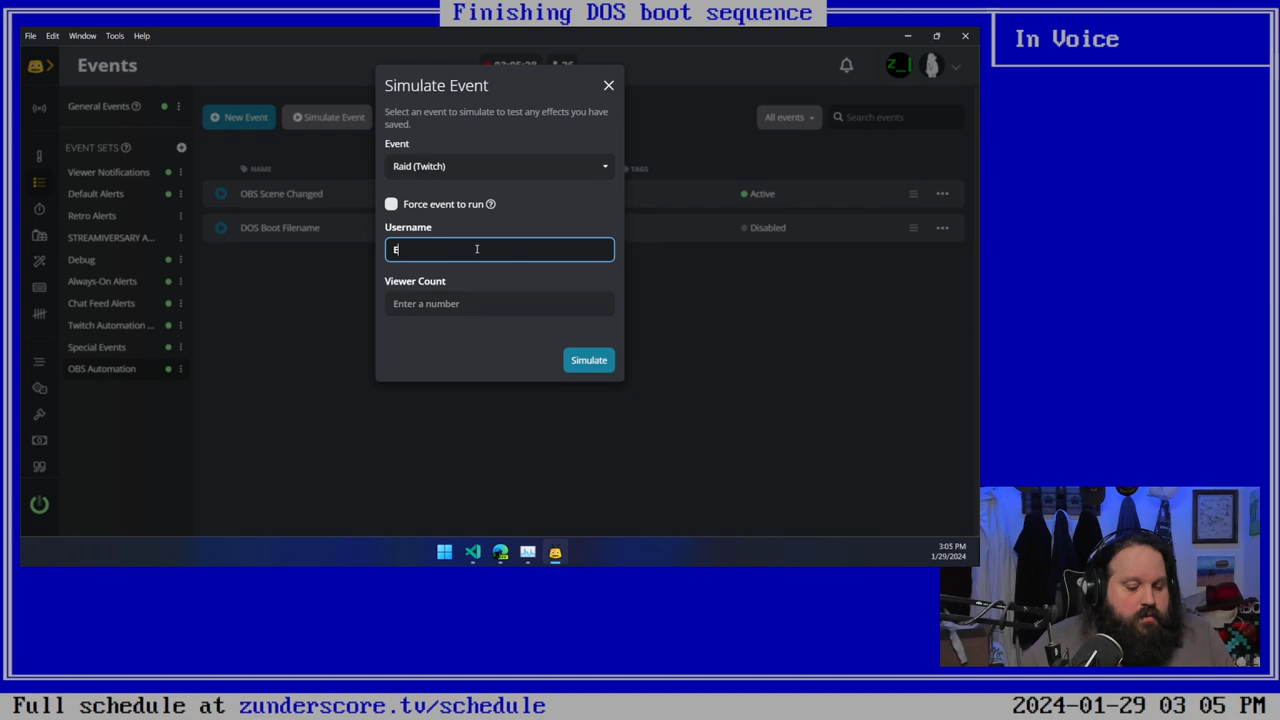 Finishing DOS boot sequence
In Voice
File Edit Window Tools Help
Events
General Events
EVENT SETS
Viewer Notifications
Default Alerts
Retro Alerts
STREAMIVERSARY A...
Debug
Always-On Alerts
Chat Feed Alerts
Twitch Automation ...
Special Events
OBS Automation
New Event
Simulate Event
All events
Search events
NAME
TAGS
OBS Scene Changed
Active
DOS Boot Filename
Disabled
Simulate Event
Select an event to simulate to test any effects you have
saved.
Event
Raid (Twitch)
Force event to run
Username
E
Viewer Count
Enter a number
Simulate
3:05 PM
1/29/2024
Full schedule at zunderscore.tv/schedule
2024-01-29 03 05 PM